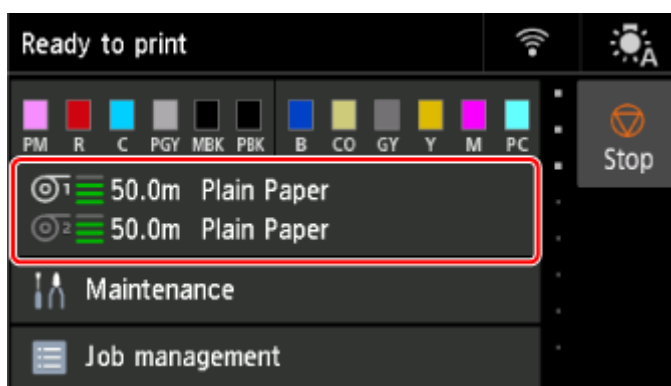 Ready to print
A
PM R C PGY MBK PBK B CO GY Y M PC
Stop
1 50.0m Plain Paper
2 50.0m Plain Paper
Maintenance
Job management